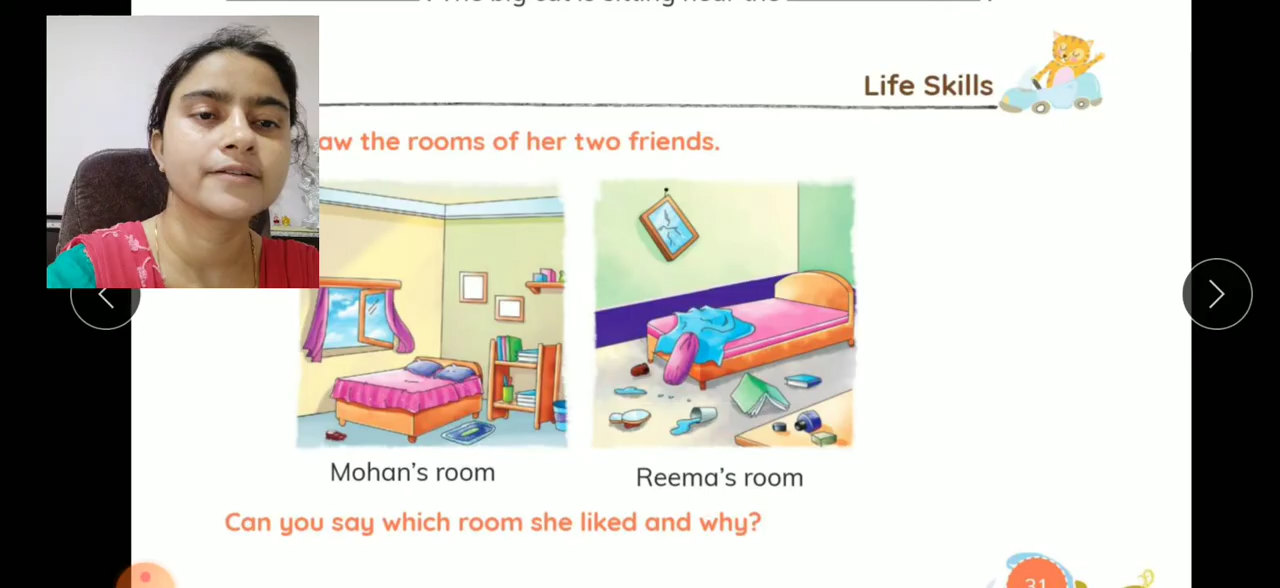 Life Skills
aw the rooms of her two friends.
Mohan's room
Reema's room
Can you say which room she liked and why?
31